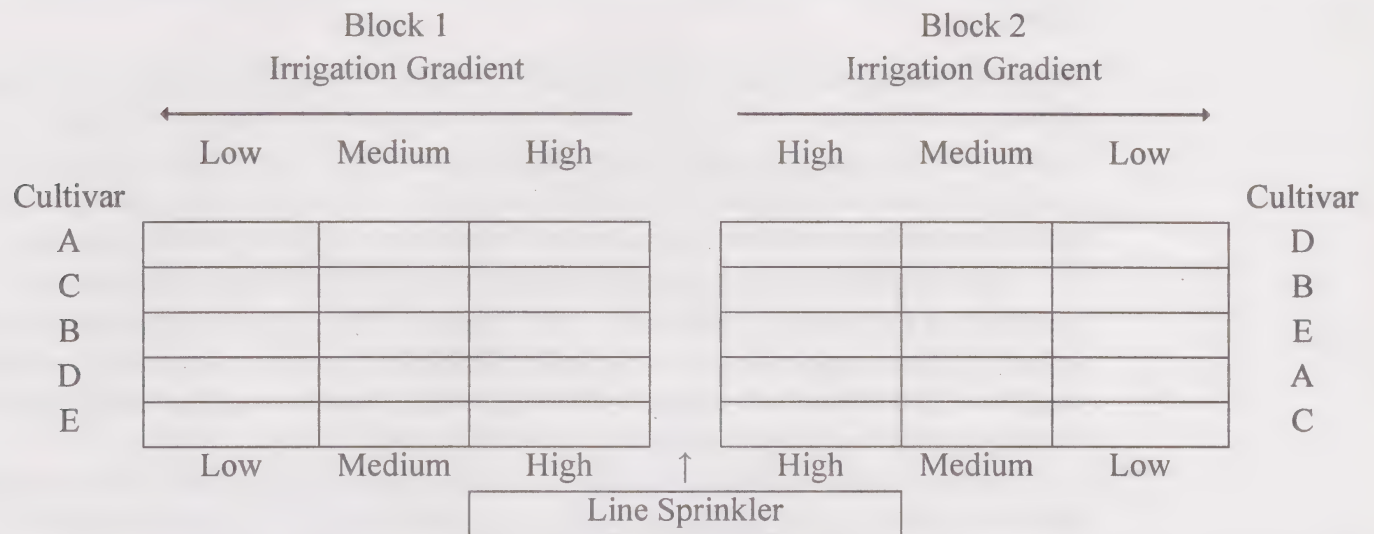 Block 1 Block 2
Irrigation Gradient Irrigation Gradient
Low Medium High High Medium Low
Cultivar Cultivar
A D
C B
B E
D A
E C
Low Medium High ↑ High Medium Low
Line Sprinkler